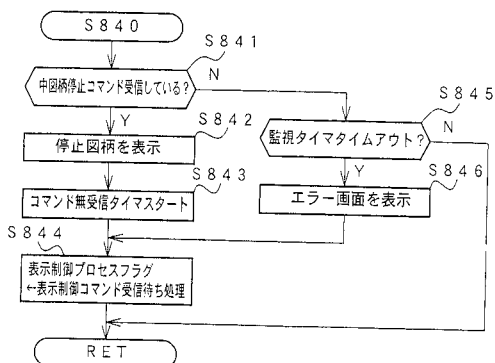 S840
S841
中図柄停止コマンド受信している？
N
Y
S842
停止図柄を表示
S843
コマンド無受信タイマスタート
S844
表示制御プロセスフラグ
←表示制御コマンド受信待ち処理
RET
S845
監視タイマタイムアウト？
N
Y
S846
エラー画面を表示